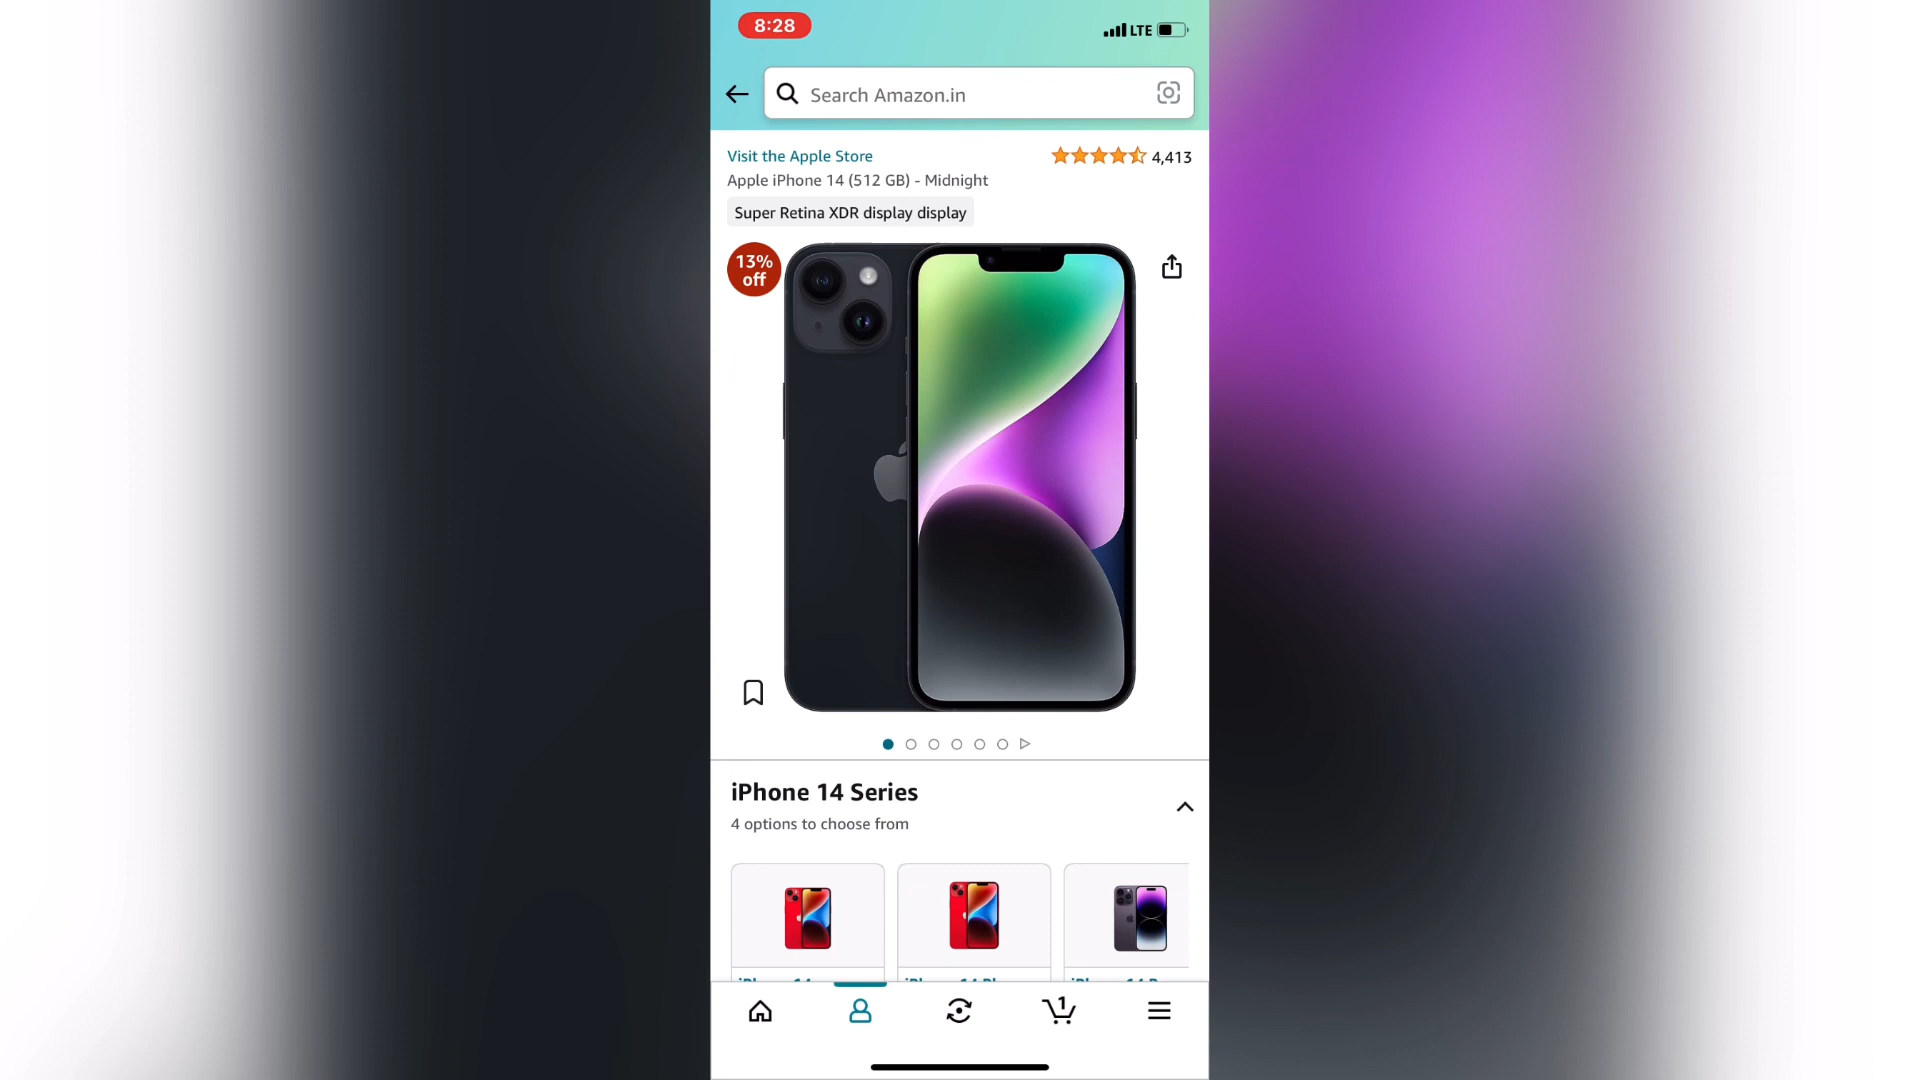 8:28
LTE
Search Amazon.in
Visit the Apple Store
4,413
Apple iPhone 14 (512 GB) - Midnight
Super Retina XDR display display
13%
off
iPhone 14 Series
4 options to choose from
1